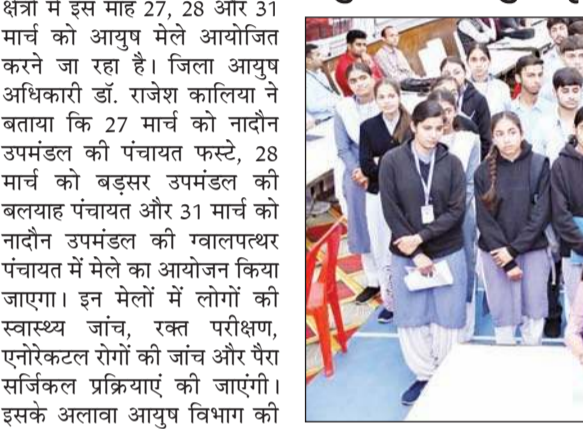 क्षेत्रों में इस माह 27, 28 और 31
मार्च को आयुष मेले आयोजित
करने जा रहा है। जिला आयुष
अधिकारी डॉ. राजेश कालिया ने
बताया कि 27 मार्च को नादौन
उपमंडल की पंचायत फस्टे, 28
मार्च को बड़सर उपमंडल की
बलयाह पंचायत और 31 मार्च को
नादौन उपमंडल की ग्वालपत्थर
पंचायत में मेले का आयोजन किया
जाएगा। इन मेलों में लोगों की
स्वास्थ्य जांच, रक्त परीक्षण,
एनोरेकटल रोगों की जांच और पैरा
सर्जिकल प्रक्रियाएं की जाएंगी।
इसके अलावा आयुष विभाग की